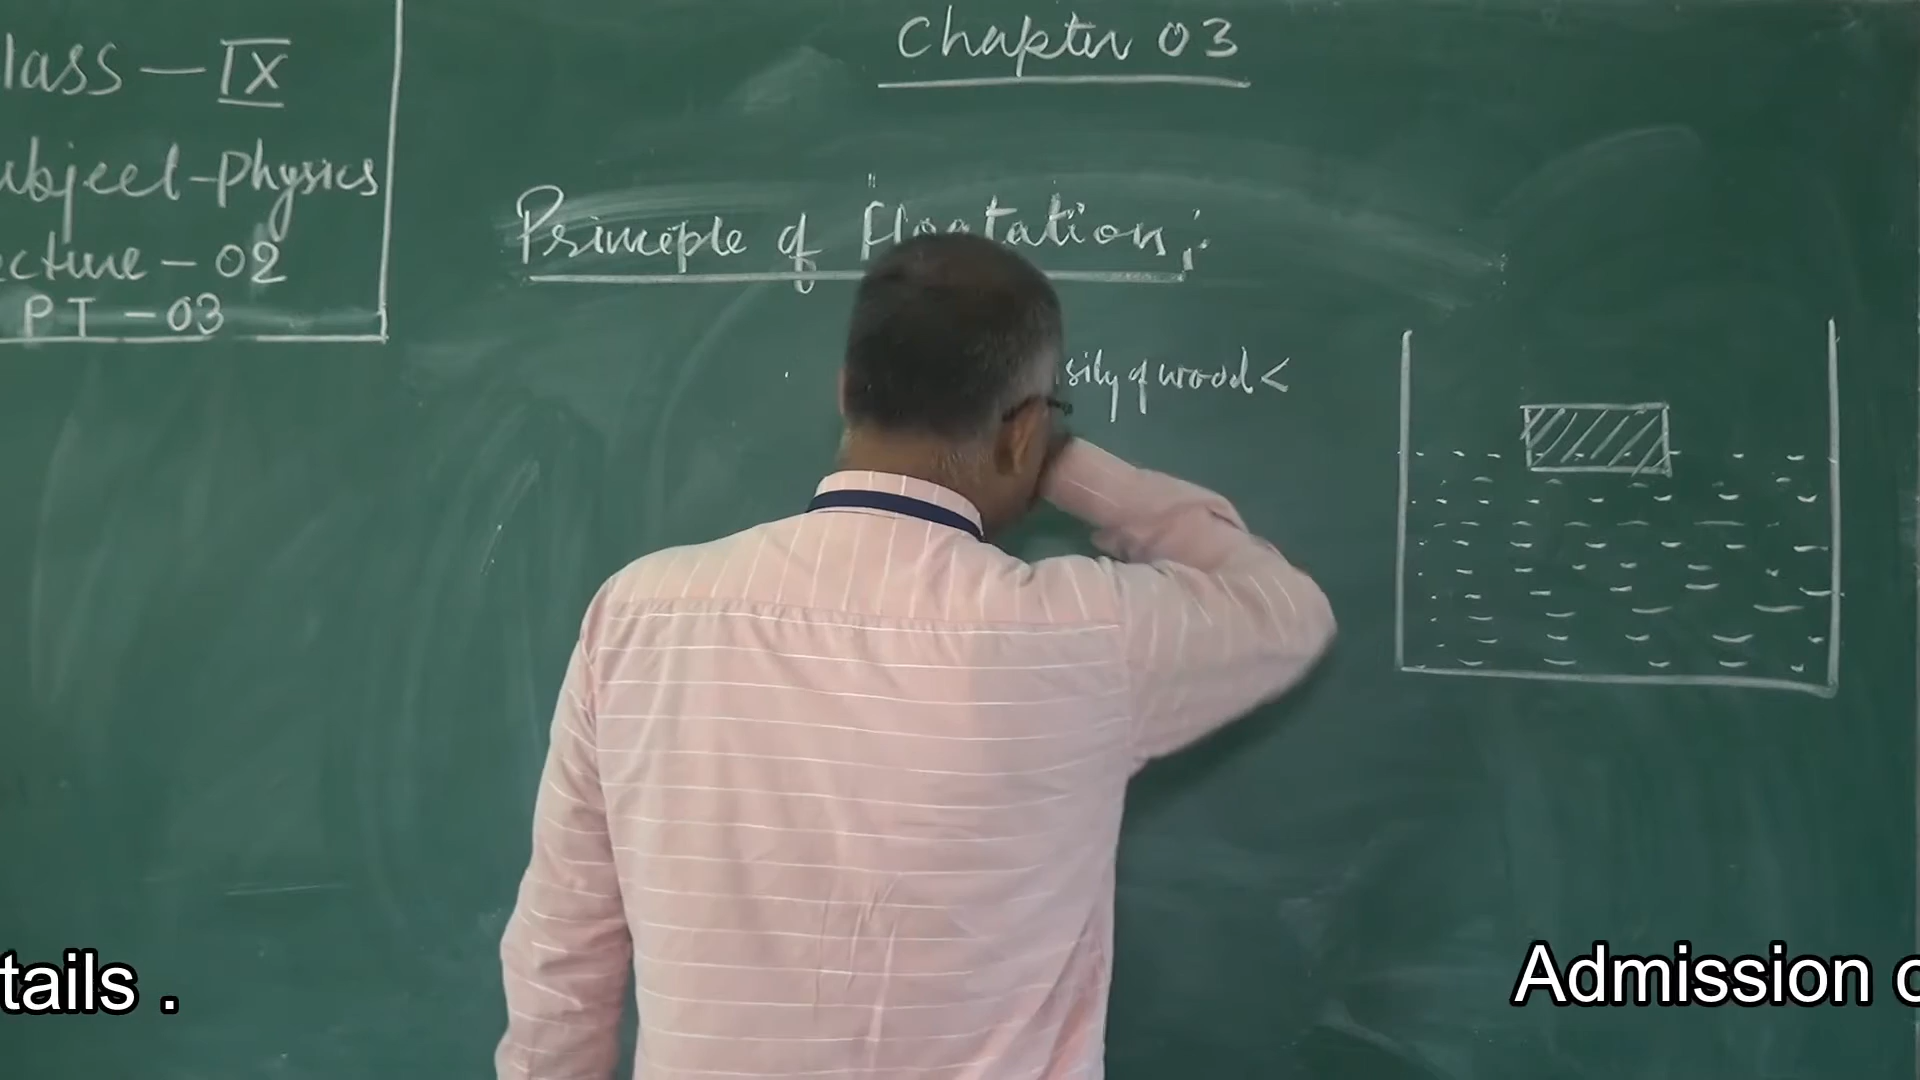 lass - IX
ubject - Physics
ecture - 02
PT - 03
Chapter 03
Principle of Floatation :
sity of wood <
tails .
Admission o